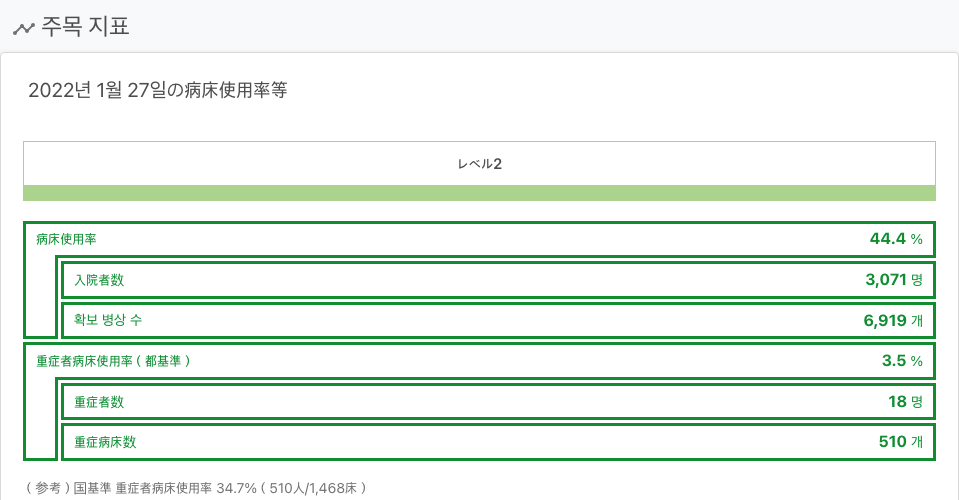 주목 지표
2022년 1월 27일の病床使用率等
レベル2
病床使用率 44.4 %
入院者数 3,071 명
확보 병상 수 6,919 개
重症者病床使用率 ( 都基準 ) 3.5 %
重症者数 18 명
重症病床数 510 개
( 参考 ) 国基準 重症者病床使用率 34.7% ( 510人/1,468床 )